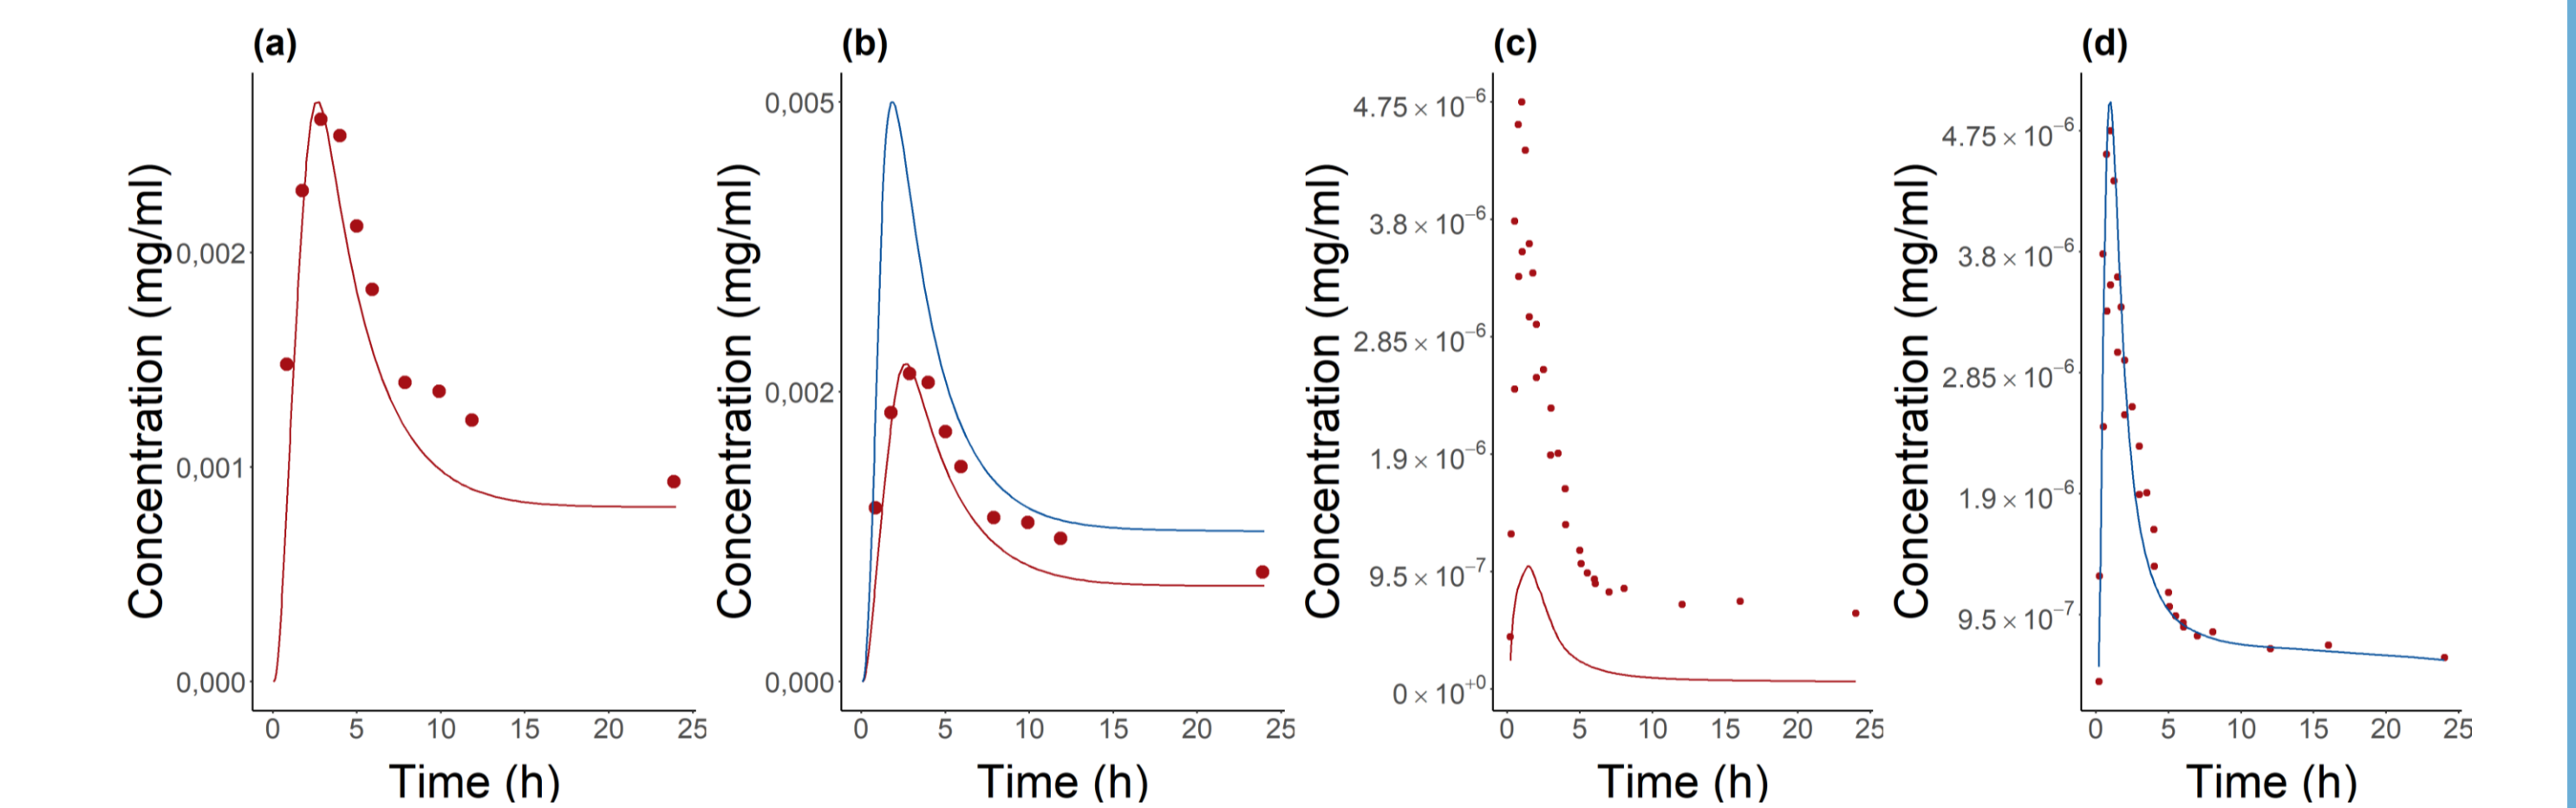 (a)
Concentration (mg/ml)
0,002
0,001
0,000
0 5 10 15 20 25
Time (h)
(b)
Concentration (mg/ml)
0,005
0,002
0,000
0 5 10 15 20 25
Time (h)
(c)
Concentration (mg/ml)
4.75 × 10⁻⁶
3.8 × 10⁻⁶
2.85 × 10⁻⁶
1.9 × 10⁻⁶
9.5 × 10⁻⁷
0 × 10⁺⁰
0 5 10 15 20 25
Time (h)
(d)
Concentration (mg/ml)
4.75 × 10⁻⁶
3.8 × 10⁻⁶
2.85 × 10⁻⁶
1.9 × 10⁻⁶
9.5 × 10⁻⁷
0 5 10 15 20 25
Time (h)